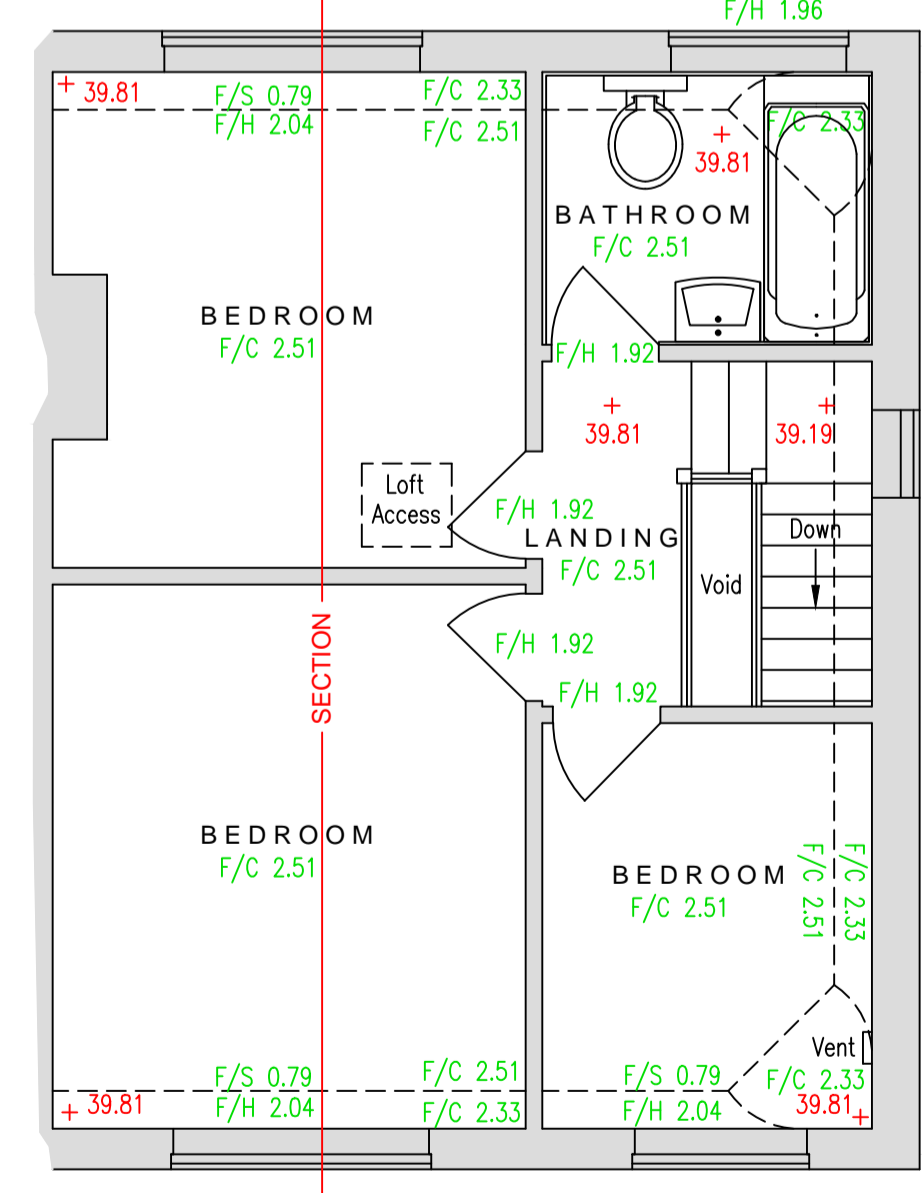 F/H 1.96
+ 39.81
F/S 0.79
F/H 2.04
F/C 2.33
F/C 2.51
F/C 2.33
+
39.81
BATHROOM
F/C 2.51
BEDROOM
F/C 2.51
F/H 1.92
+
39.81
+
39.19
Loft
Access
F/H 1.92
LANDING
F/C 2.51
Down
Void
SECTION
F/H 1.92
F/H 1.92
BEDROOM
F/C 2.51
BEDROOM
F/C 2.51
F/C 2.51
F/C 2.33
Vent
F/S 0.79
F/H 2.04
F/C 2.51
F/C 2.33
+ 39.81
F/S 0.79
F/H 2.04
F/C 2.33
39.81 +